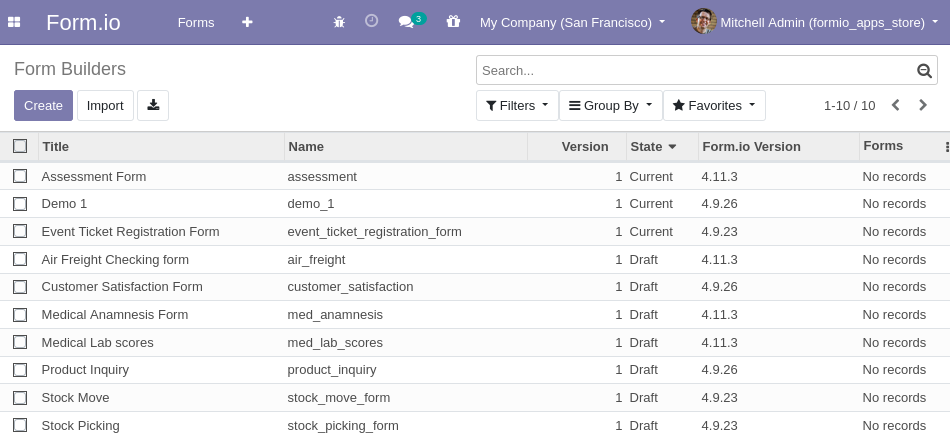 Form.io Forms 3 My Company (San Francisco) Mitchell Admin (formio_apps_store)
Form Builders
Search...
Create Import Filters Group By Favorites 1-10 / 10
Title Name Version State Form.io Version Forms
Assessment Form assessment 1 Current 4.11.3 No records
Demo 1 demo_1 1 Current 4.9.26 No records
Event Ticket Registration Form event_ticket_registration_form 1 Current 4.9.23 No records
Air Freight Checking form air_freight 1 Draft 4.11.3 No records
Customer Satisfaction Form customer_satisfaction 1 Draft 4.9.26 No records
Medical Anamnesis Form med_anamnesis 1 Draft 4.11.3 No records
Medical Lab scores med_lab_scores 1 Draft 4.11.3 No records
Product Inquiry product_inquiry 1 Draft 4.9.26 No records
Stock Move stock_move_form 1 Draft 4.9.23 No records
Stock Picking stock_picking_form 1 Draft 4.9.23 No records